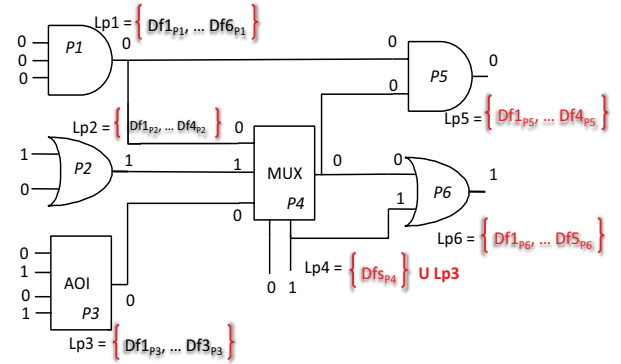 Lp1 = { Df1P1, ... Df6P1 }
0
0
0
P1
0
0
0
P5
0
Lp5 = { Df1P5, ... Df4P5 }
Lp2 = { Df1P2, ... Df4P2 }
1
0
P2
1
0
1
0
MUX
P4
0
0
1
P6
1
Lp6 = { Df1P6, ... Df5P6 }
0
1
Lp4 = { DfsP4 } U Lp3
0
1
0
1
AOI
P3
0
Lp3 = { Df1P3, ... Df3P3 }